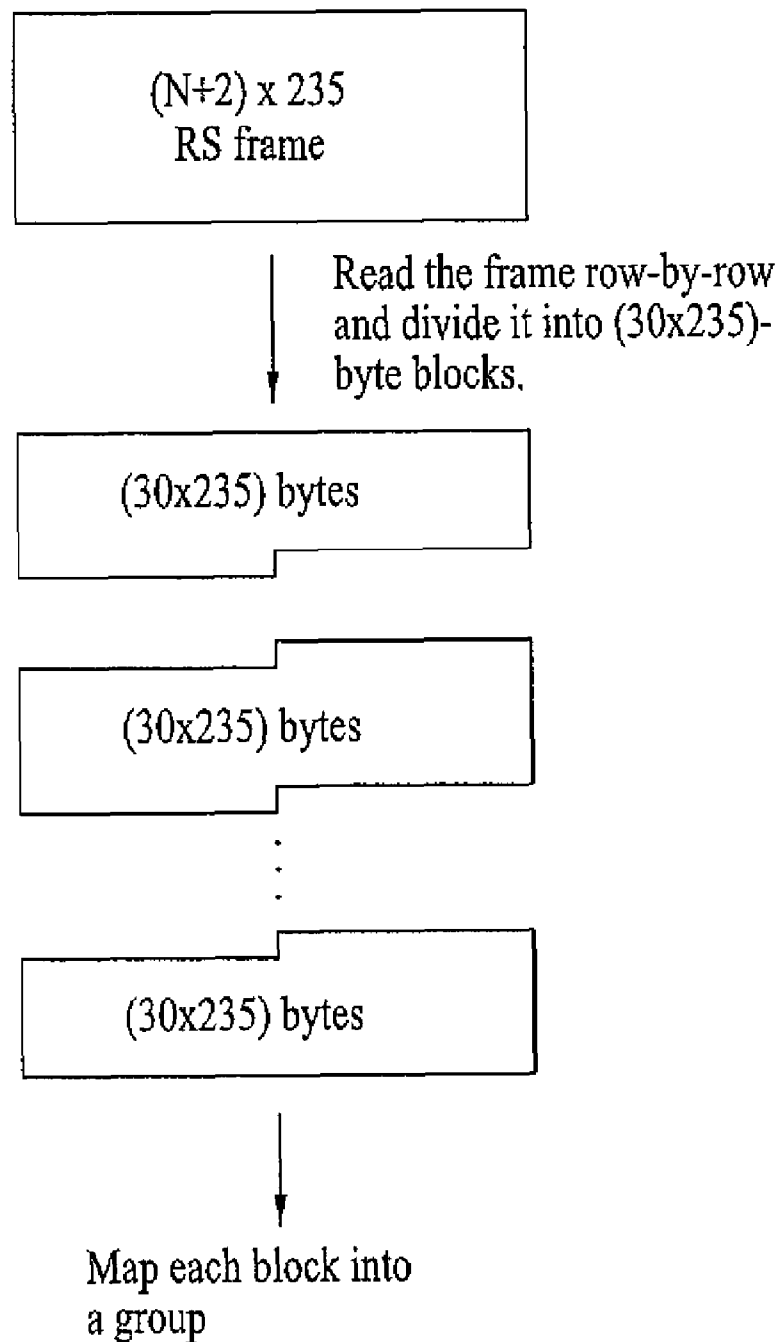 (N+2) x 235
RS frame
Read the frame row-by-row
and divide it into (30x235)-
byte blocks.
(30x235) bytes
(30x235) bytes
(30x235) bytes
Map each block into
a group